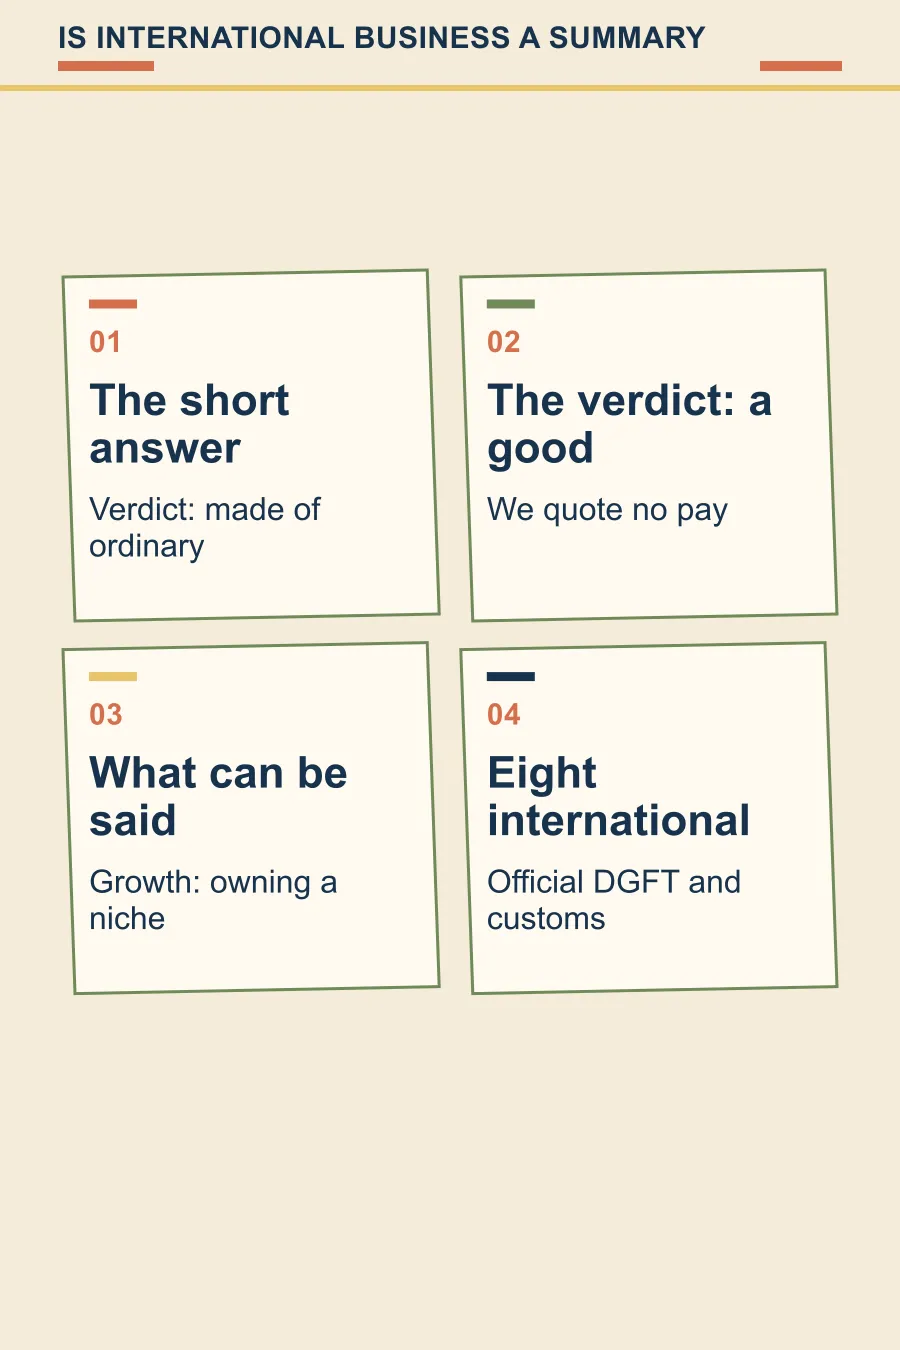 IS INTERNATIONAL BUSINESS A SUMMARY
01
The short
answer
Verdict: made of
ordinary
02
The verdict: a
good
We quote no pay
03
What can be
said
Growth: owning a
niche
04
Eight
international
Official DGFT and
customs